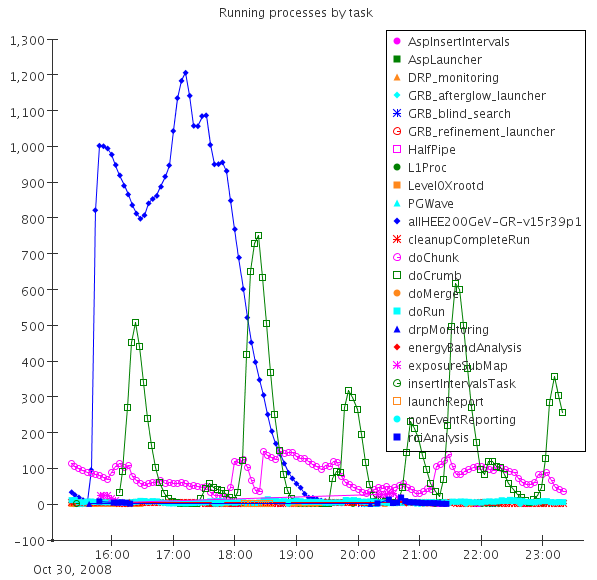 Running processes by task
1,300
1,200
1,100
1,000
900
800
700
600
500
400
300
200
100
0
-100
AspInsertIntervals
AspLauncher
DRP_monitoring
GRB_afterglow_launcher
GRB_blind_search
GRB_refinement_launcher
HalfPipe
L1Proc
Level0Xrootd
PGWave
allHEE200GeV-GR-v15r39p1
cleanupCompleteRun
doChunk
doCrumb
doMerge
doRun
drpMonitoring
energyBandAnalysis
exposureSubMap
insertIntervalsTask
launchReport
nonEventReporting
roiAnalysis
16:00 17:00 18:00 19:00 20:00 21:00 22:00 23:00
Oct 30, 2008